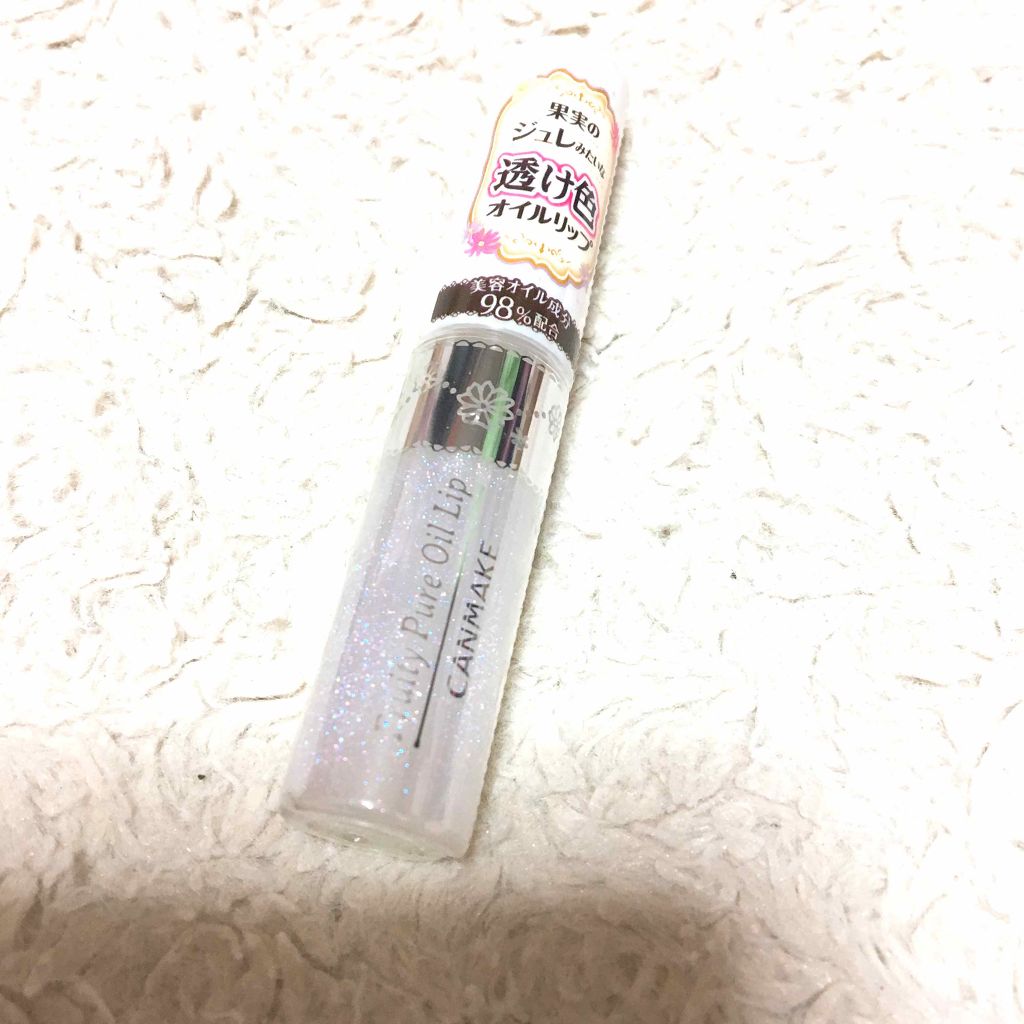 果実の
ジュレみたいな
透け色
オイルリップ
美容オイル成分
98%配合
Fruity Pure Oil Lip
CANMAKE